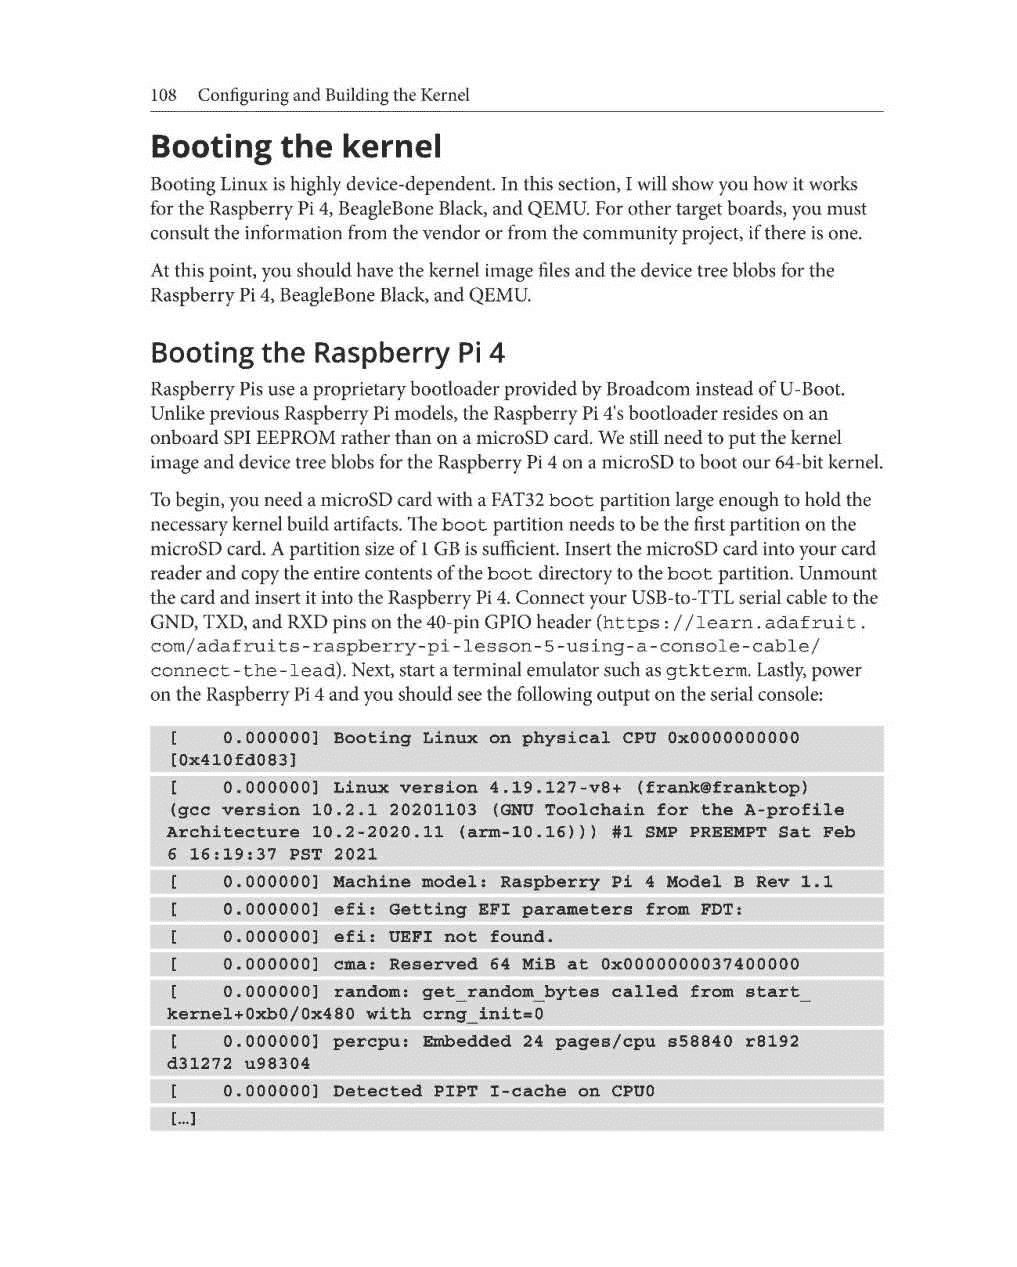 108 Configuring and Building the Kernel
Booting the kernel
Booting Linux is highly device-dependent. In this section, I will show you how it works
for the Raspberry Pi 4, BeagleBone Black, and QEMU. For other target boards, you must
consult the information from the vendor or from the community project, if there is one.
At this point, you should have the kernel image files and the device tree blobs for the
Raspberry Pi 4, BeagleBone Black, and QEMU.
Booting the Raspberry Pi 4
Raspberry Pis use a proprietary bootloader provided by Broadcom instead of U-Boot.
Unlike previous Raspberry Pi models, the Raspberry Pi 4's bootloader resides on an
onboard SPI EEPROM rather than on a microSD card. We still need to put the kernel
image and device tree blobs for the Raspberry Pi 4 on a microSD to boot our 64-bit kernel.
To begin, you need a microSD card with a FAT32 boot partition large enough to hold the
necessary kernel build artifacts. The boot partition needs to be the first partition on the
microSD card. A partition size of 1 GB is sufficient. Insert the microSD card into your card
reader and copy the entire contents of the boot directory to the boot partition. Unmount
the card and insert it into the Raspberry Pi 4. Connect your USB-to-TTL serial cable to the
GND, TXD, and RXD pins on the 40-pin GPIO header (https://learn.adafruit.
com/adafruits-raspberry-pi-lesson-5-using-a-console-cable/
connect-the-lead). Next, start a terminal emulator such as gtkterm. Lastly, power
on the Raspberry Pi 4 and you should see the following output on the serial console:
[    0.000000] Booting Linux on physical CPU 0x0000000000
[0x410fd083]
[    0.000000] Linux version 4.19.127-v8+ (frank@franktop)
(gcc version 10.2.1 20201103 (GNU Toolchain for the A-profile
Architecture 10.2-2020.11 (arm-10.16))) #1 SMP PREEMPT Sat Feb
6 16:19:37 PST 2021
[    0.000000] Machine model: Raspberry Pi 4 Model B Rev 1.1
[    0.000000] efi: Getting EFI parameters from FDT:
[    0.000000] efi: UEFI not found.
[    0.000000] cma: Reserved 64 MiB at 0x0000000037400000
[    0.000000] random: get_random_bytes called from start_
kernel+0xb0/0x480 with crng_init=0
[    0.000000] percpu: Embedded 24 pages/cpu s58840 r8192
d31272 u98304
[    0.000000] Detected PIPT I-cache on CPU0
[…]